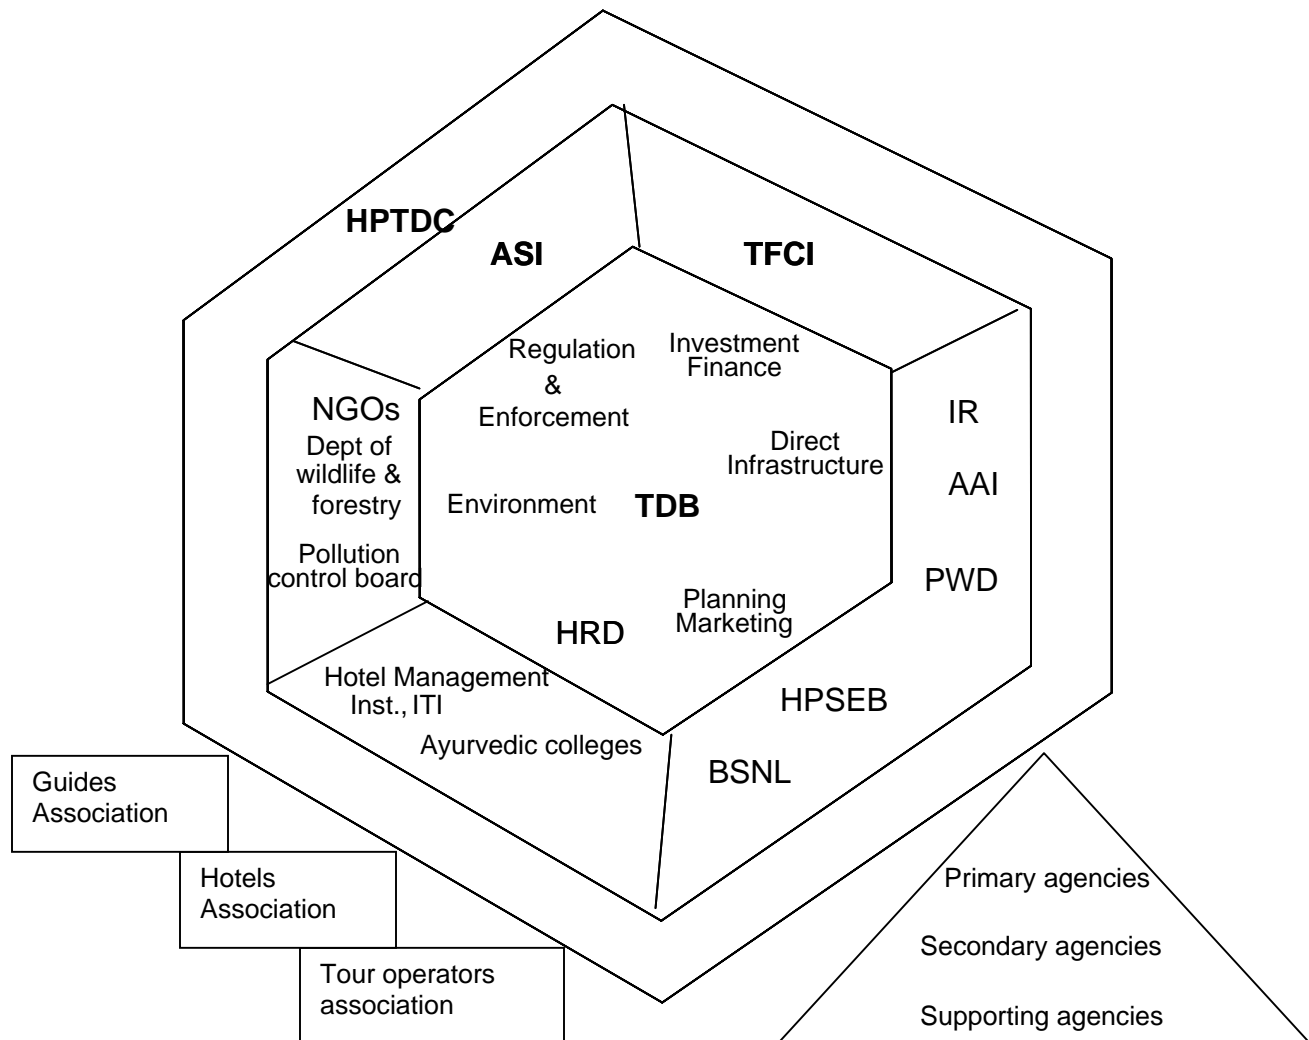 HPTDC
ASI
TFCI
Regulation
&
Enforcement
Investment
Finance
NGOs
Dept of
wildlife &
forestry
Pollution
control board
Direct
Infrastructure
Environment
TDB
IR
AAI
PWD
HRD
Planning
Marketing
Hotel Management
Inst., ITI
Ayurvedic colleges
HPSEB
BSNL
Guides
Association
Hotels
Association
Tour operators
association
Primary agencies
Secondary agencies
Supporting agencies